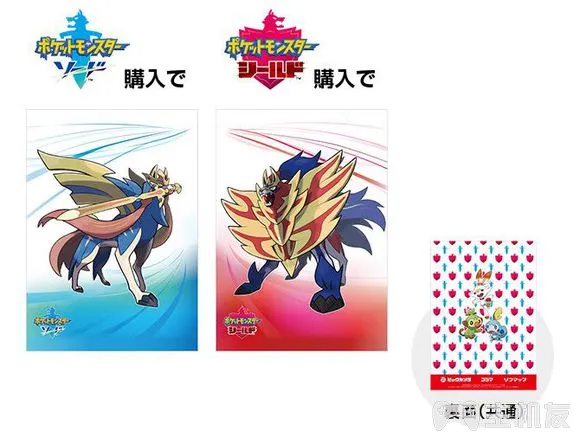 ポケットモンスター
ソード
購入で
ポケットモンスター
シールド
購入で
ポケットモンスター
ソード
ポケットモンスター
シールド
ビックカメラ コジマ ソフマップ
裏面(共通)